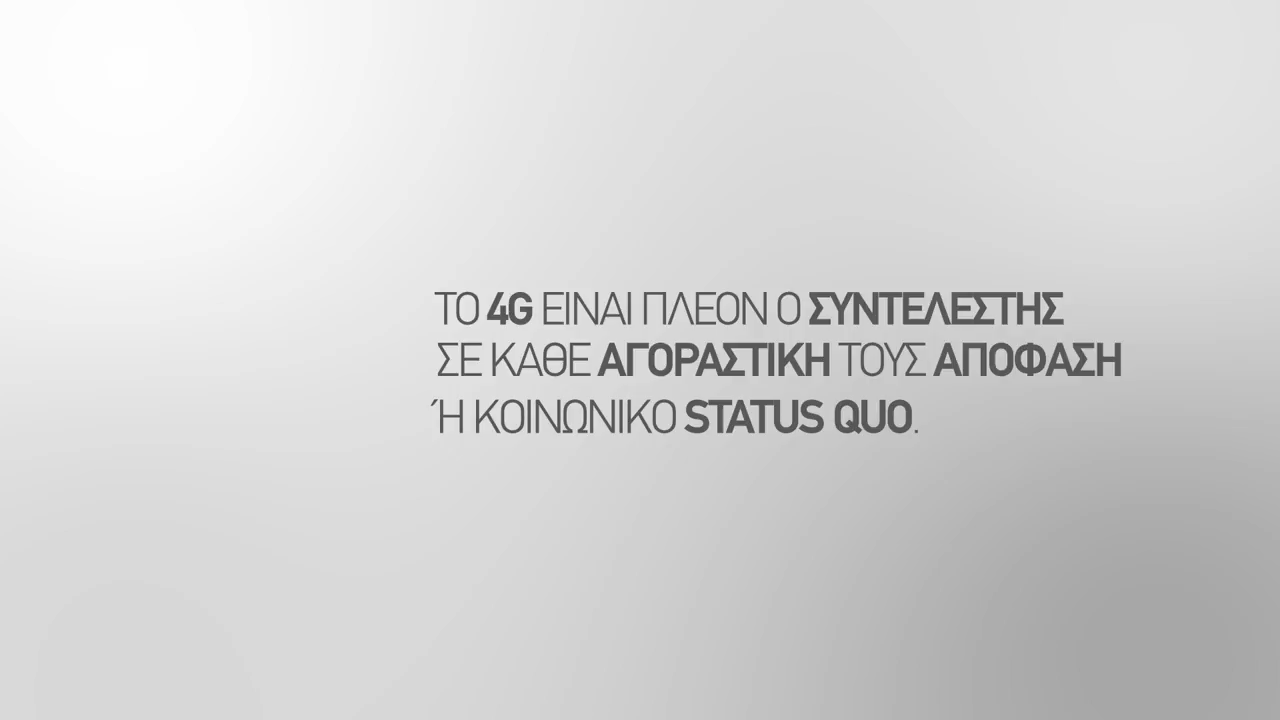 ΤΟ 4G ΕΙΝΑΙ ΠΛΕΟΝ Ο ΣΥΝΤΕΛΕΣΤΗΣ
ΣΕ ΚΑΘΕ ΑΓΟΡΑΣΤΙΚΗ ΤΟΥΣ ΑΠΟΦΑΣΗ
Ή ΚΟΙΝΩΝΙΚΟ STATUS QUO.